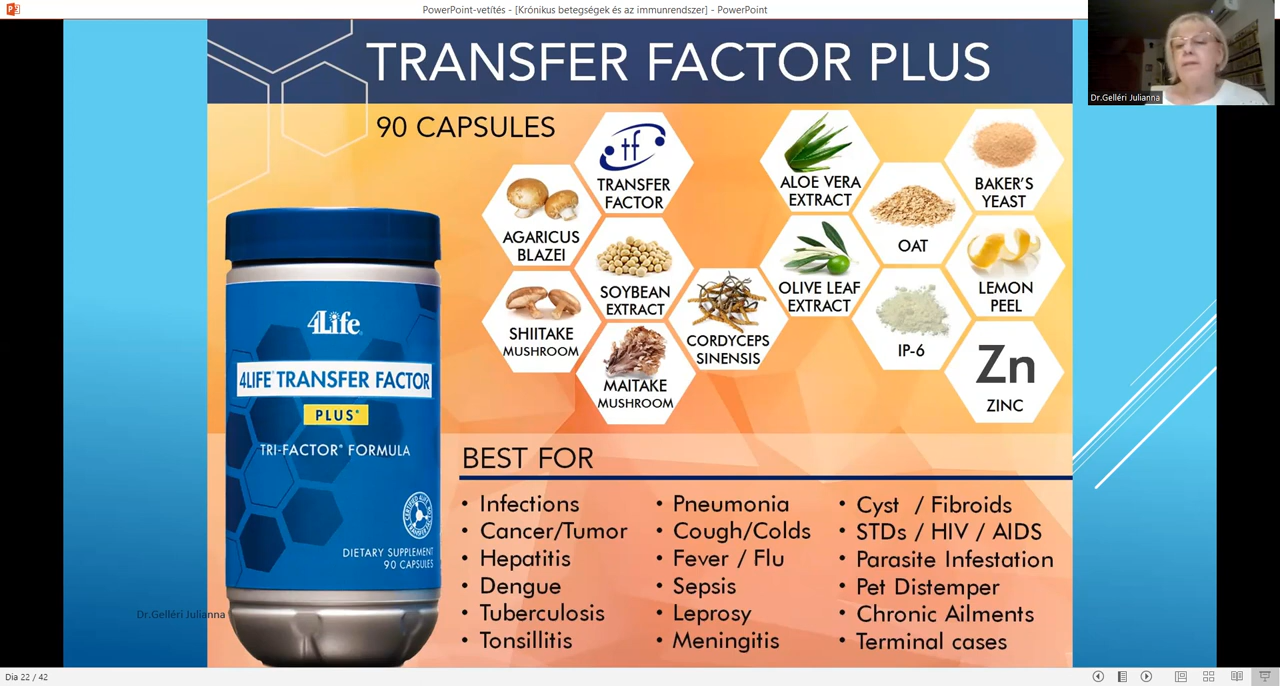 PowerPoint-vetítés - [Krónikus betegségek és az immunrendszer] - PowerPoint
Dr.Gelléri Julianna
TRANSFER FACTOR PLUS
90 CAPSULES
tf
TRANSFER
FACTOR
AGARICUS
BLAZEI
SOYBEAN
EXTRACT
SHIITAKE
MUSHROOM
MAITAKE
MUSHROOM
CORDYCEPS
SINENSIS
ALOE VERA
EXTRACT
OAT
BAKER'S
YEAST
OLIVE LEAF
EXTRACT
IP-6
LEMON
PEEL
Zn
ZINC
4Life
4LIFE® TRANSFER FACTOR
PLUS®
TRI-FACTOR® FORMULA
DIETARY SUPPLEMENT
90 CAPSULES
BEST FOR
• Infections
• Cancer/Tumor
• Hepatitis
• Dengue
• Tuberculosis
• Tonsillitis
• Pneumonia
• Cough/Colds
• Fever / Flu
• Sepsis
• Leprosy
• Meningitis
• Cyst / Fibroids
• STDs / HIV / AIDS
• Parasite Infestation
• Pet Distemper
• Chronic Ailments
• Terminal cases
Dr.Gelléri Julianna
Dia 22 / 42